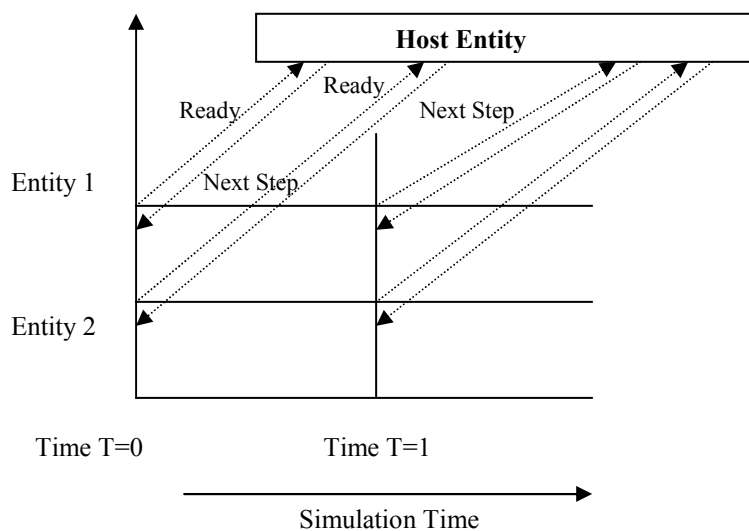 Host Entity
Ready
Ready
Next Step
Entity 1
Next Step
Entity 2
Time T=0
Time T=1
Simulation Time